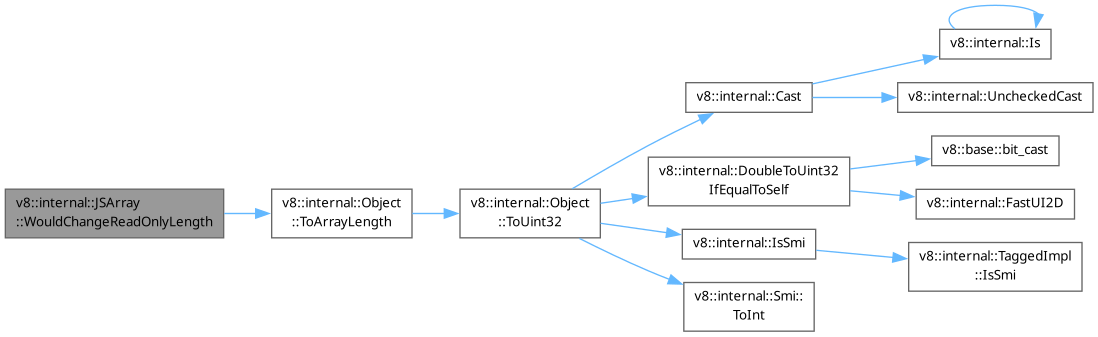 v8::internal::JSArray
::WouldChangeReadOnlyLength
v8::internal::Object
::ToArrayLength
v8::internal::Object
::ToUint32
v8::internal::Cast
v8::internal::Is
v8::internal::UncheckedCast
v8::internal::DoubleToUint32
IfEqualToSelf
v8::base::bit_cast
v8::internal::FastUI2D
v8::internal::IsSmi
v8::internal::TaggedImpl
::IsSmi
v8::internal::Smi::
ToInt